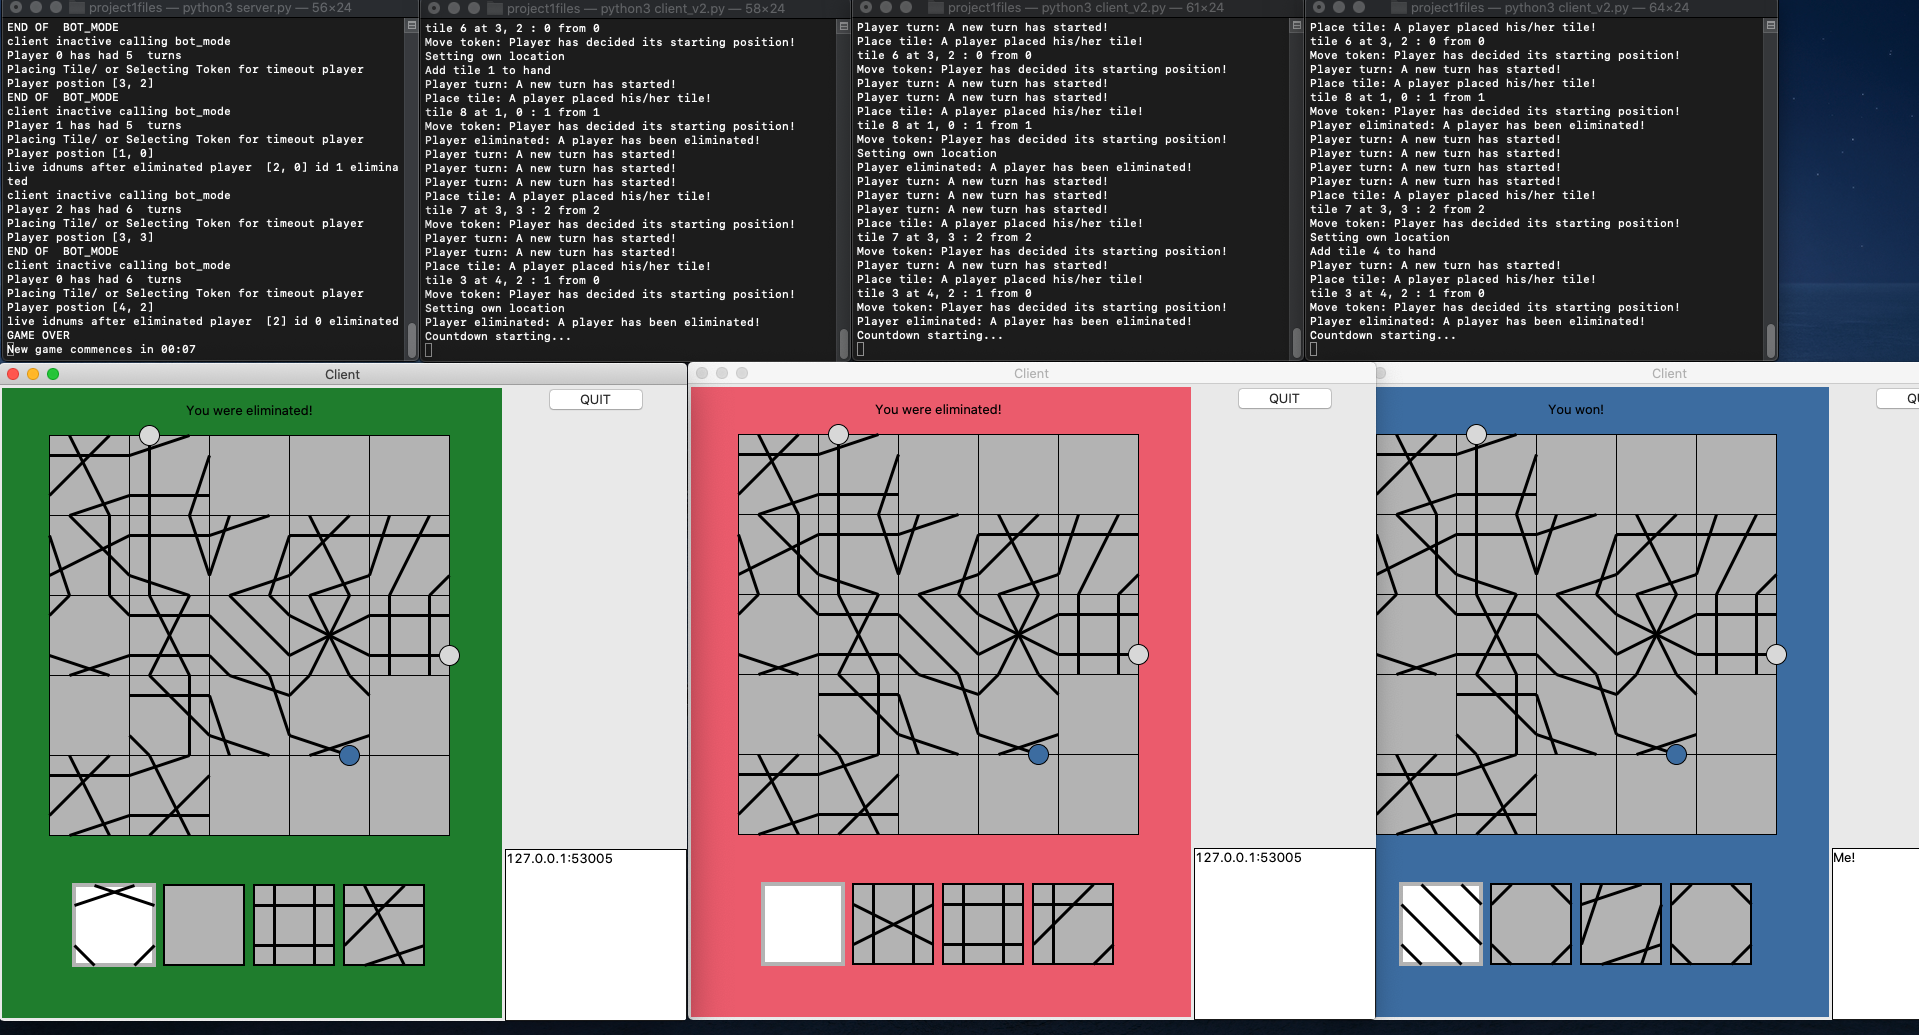 project1files — python3 server.py — 56×24
END OF  BOT_MODE
client inactive calling bot_mode
Player 0 has had 5  turns
Placing Tile/ or Selecting Token for timeout player
Player postion [3, 2]
END OF  BOT_MODE
client inactive calling bot_mode
Player 1 has had 5  turns
Placing Tile/ or Selecting Token for timeout player
Player postion [1, 0]
live idnums after eliminated player  [2, 0] id 1 elimina
ted
client inactive calling bot_mode
Player 2 has had 6  turns
Placing Tile/ or Selecting Token for timeout player
Player postion [3, 3]
END OF  BOT_MODE
client inactive calling bot_mode
Player 0 has had 6  turns
Placing Tile/ or Selecting Token for timeout player
Player postion [4, 2]
live idnums after eliminated player  [2] id 0 eliminated
GAME OVER
New game commences in 00:07
project1files — python3 client_v2.py — 58×24
tile 6 at 3, 2 : 0 from 0
Move token: Player has decided its starting position!
Setting own location
Add tile 1 to hand
Player turn: A new turn has started!
Place tile: A player placed his/her tile!
tile 8 at 1, 0 : 1 from 1
Move token: Player has decided its starting position!
Player eliminated: A player has been eliminated!
Player turn: A new turn has started!
Player turn: A new turn has started!
Player turn: A new turn has started!
Place tile: A player placed his/her tile!
tile 7 at 3, 3 : 2 from 2
Move token: Player has decided its starting position!
Player turn: A new turn has started!
Player turn: A new turn has started!
Place tile: A player placed his/her tile!
tile 3 at 4, 2 : 1 from 0
Move token: Player has decided its starting position!
Setting own location
Player eliminated: A player has been eliminated!
Countdown starting...
project1files — python3 client_v2.py — 61×24
Player turn: A new turn has started!
Place tile: A player placed his/her tile!
tile 6 at 3, 2 : 0 from 0
Move token: Player has decided its starting position!
Player turn: A new turn has started!
Player turn: A new turn has started!
Place tile: A player placed his/her tile!
tile 8 at 1, 0 : 1 from 1
Move token: Player has decided its starting position!
Setting own location
Player eliminated: A player has been eliminated!
Player turn: A new turn has started!
Player turn: A new turn has started!
Player turn: A new turn has started!
Place tile: A player placed his/her tile!
tile 7 at 3, 3 : 2 from 2
Move token: Player has decided its starting position!
Player turn: A new turn has started!
Place tile: A player placed his/her tile!
tile 3 at 4, 2 : 1 from 0
Move token: Player has decided its starting position!
Player eliminated: A player has been eliminated!
Countdown starting...
project1files — python3 client_v2.py — 64×24
Place tile: A player placed his/her tile!
tile 6 at 3, 2 : 0 from 0
Move token: Player has decided its starting position!
Player turn: A new turn has started!
Place tile: A player placed his/her tile!
tile 8 at 1, 0 : 1 from 1
Move token: Player has decided its starting position!
Player eliminated: A player has been eliminated!
Player turn: A new turn has started!
Player turn: A new turn has started!
Player turn: A new turn has started!
Place tile: A player placed his/her tile!
tile 7 at 3, 3 : 2 from 2
Move token: Player has decided its starting position!
Setting own location
Add tile 4 to hand
Player turn: A new turn has started!
Place tile: A player placed his/her tile!
tile 3 at 4, 2 : 1 from 0
Move token: Player has decided its starting position!
Player eliminated: A player has been eliminated!
Countdown starting...
Client
You were eliminated!
QUIT
127.0.0.1:53005
Client
You were eliminated!
QUIT
127.0.0.1:53005
Client
You won!
Me!